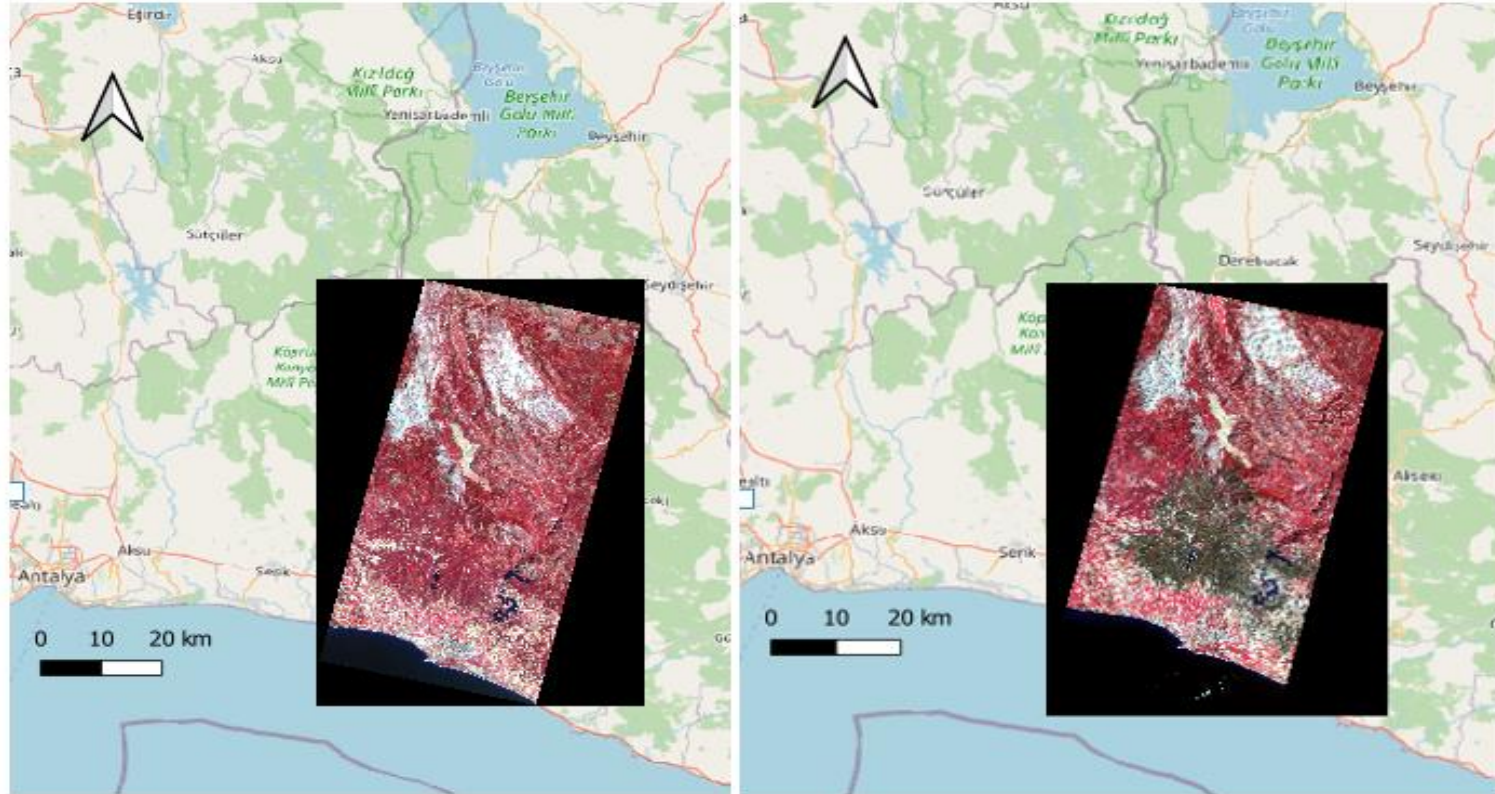 Eğirdir
Aksu
Kızıldağ
Milli Parkı
Beyşehir
Gölü
Yenişarbademli
Beyşehir
Gölü Milli
Parkı
Beyşehir
Sütçüler
Seydişehir
Köprülü
Kanyon
Milli Parkı
Aksu
Serik
Antalya
0 10 20 km
Aksu
Kızıldağ
Milli Parkı
Beyşehir
Gölü
Yenişarbademli
Beyşehir
Gölü Milli
Parkı
Beyşehir
Sütçüler
Seydişehir
Derebucak
Akseki
Aksu
Serik
Antalya
0 10 20 km